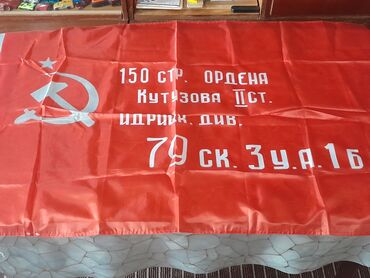 150 СТР. ОРДЕНА
КУТУЗОВА II СТ.
ИДРИЦК. ДИВ.
79 СК. 3 У.А. 1 Б